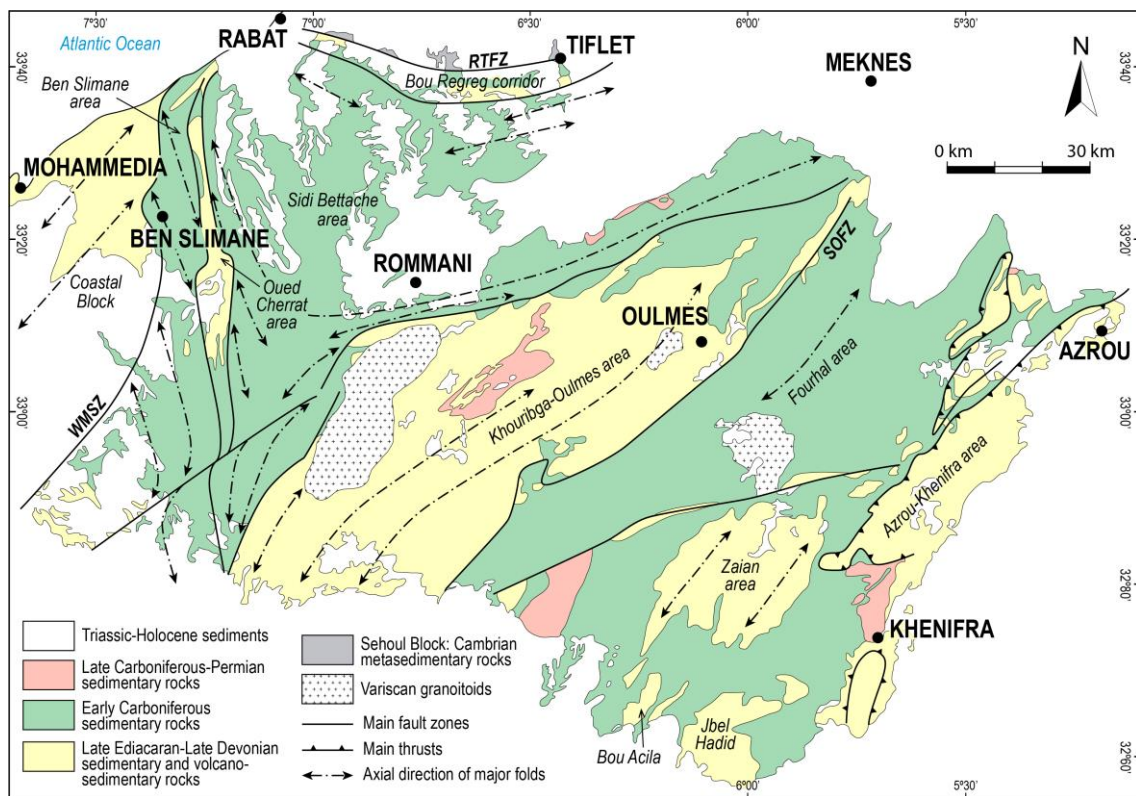 7°30'
7°00'
6°30'
6°00'
5°30'
Atlantic Ocean
RABAT
RTFZ
TIFLET
Bou Regreg corridor
MEKNES
N
33°40'
33°40'
Ben Slimane
area
0 km
30 km
MOHAMMEDIA
Sidi Bettache
area
BEN SLIMANE
33°20'
33°20'
SOFZ
Coastal
Block
Oued
Cherrat
area
ROMMANI
OULMES
AZROU
Khouribga-Oulmes area
Fourhal area
WMSZ
33°00'
33°00'
Azrou-Khenifra area
Zaian
area
32°80'
KHENIFRA
Jbel
Hadid
Bou Acila
32°60'
6°00'
5°30'
Triassic-Holocene sediments
Late Carboniferous-Permian
sedimentary rocks
Early Carboniferous
sedimentary rocks
Late Ediacaran-Late Devonian
sedimentary and volcano-
sedimentary rocks
Sehoul Block: Cambrian
metasedimentary rocks
Variscan granoitoids
Main fault zones
Main thrusts
Axial direction of major folds